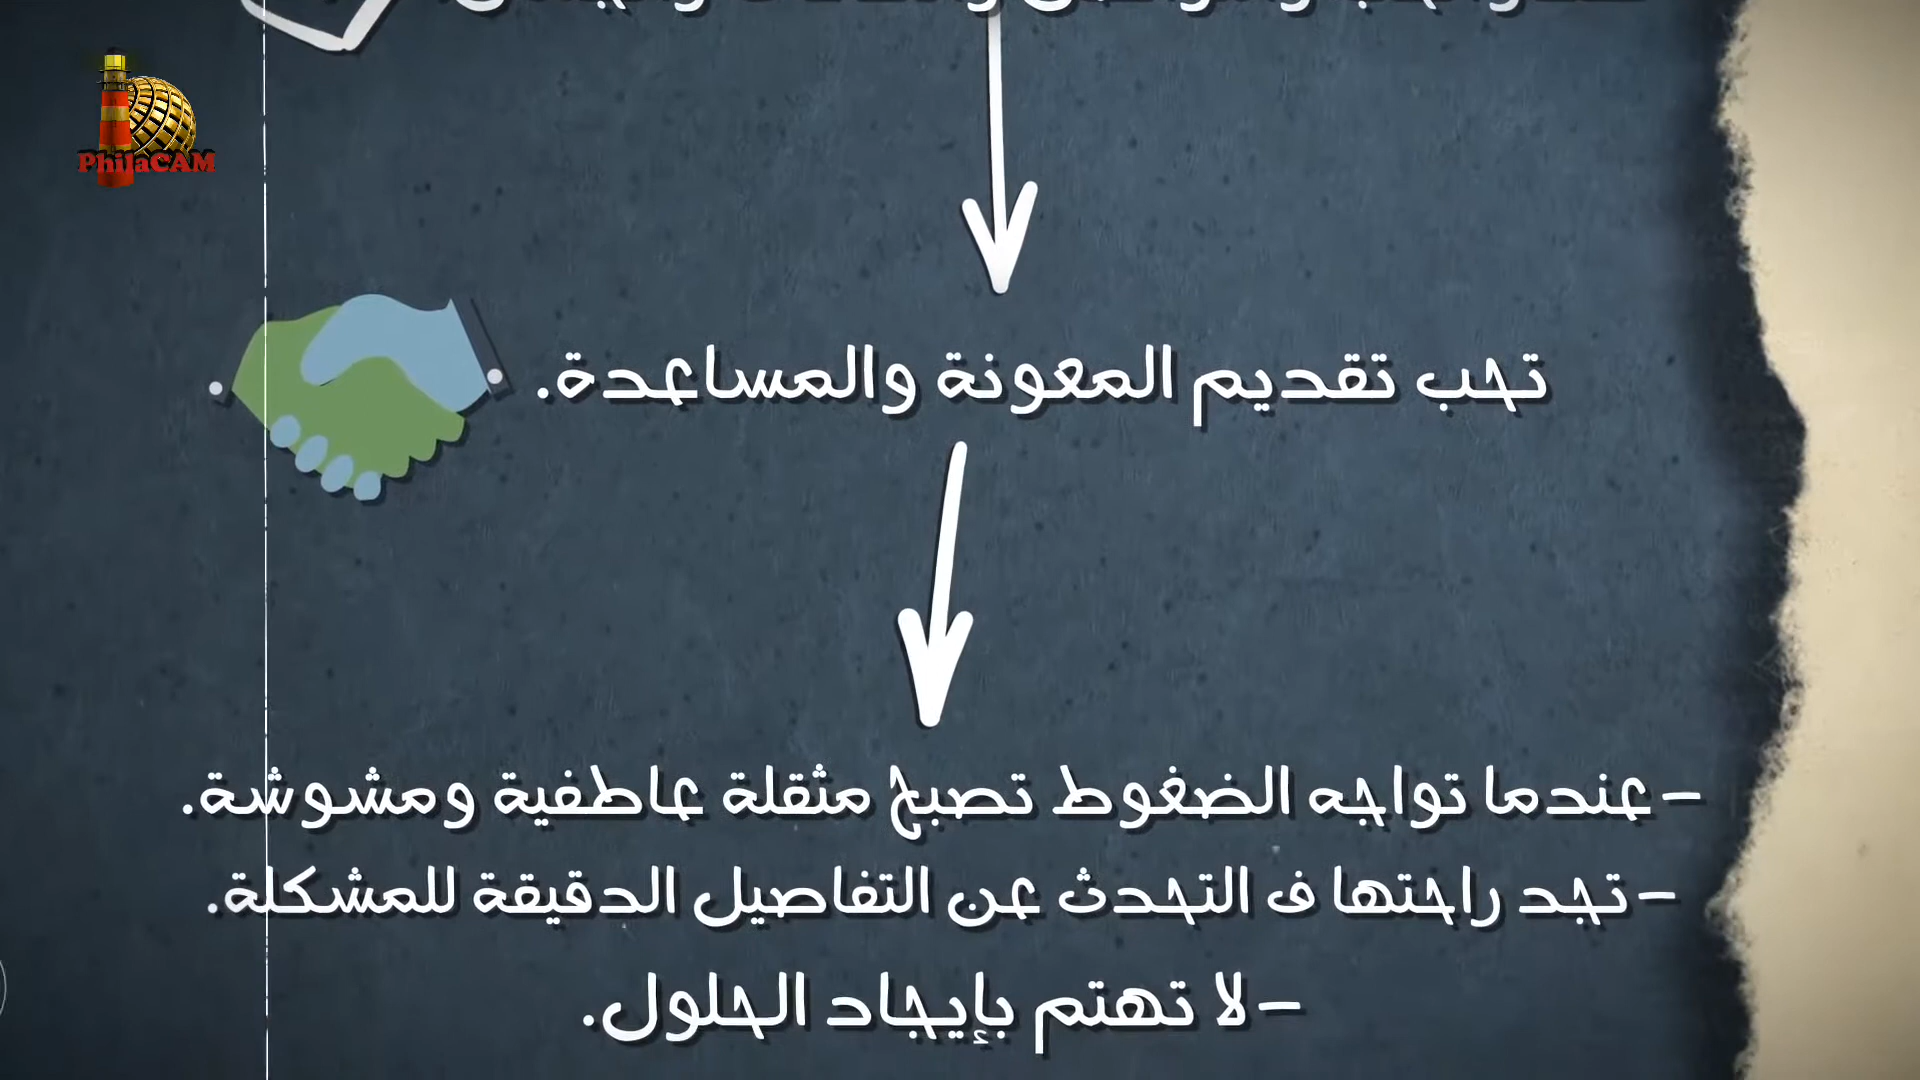 PhilaCAM
تحب تقديم المعونة والمساعدة.
-عندما تواجه الضغوط تصبح مثقلة عاطفية ومشوشة.
-تجد راختها ف التحدث عن التفاصيل الدقيقة للمشكلة.
-لا تهتم بإيجاد الحلول.